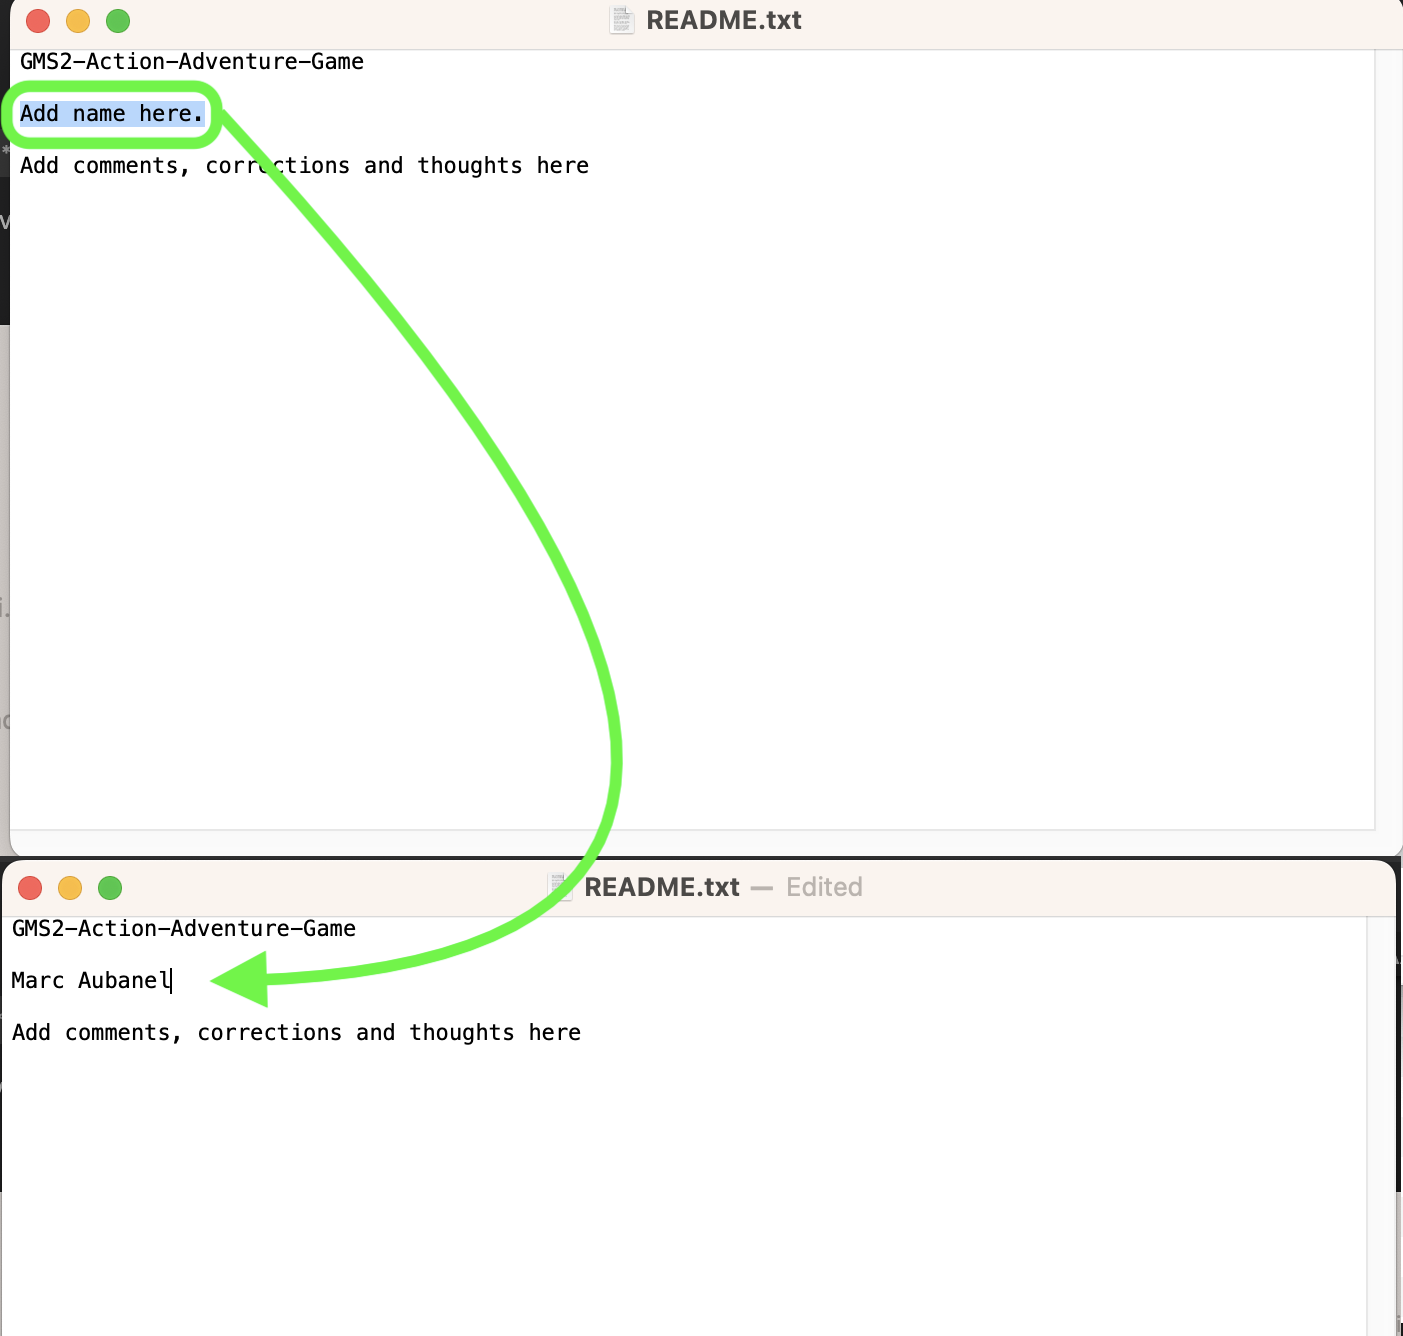 README.txt
GMS2-Action-Adventure-Game
Add name here.
Add comments, corrections and thoughts here
README.txt — Edited
GMS2-Action-Adventure-Game
Marc Aubanel
Add comments, corrections and thoughts here